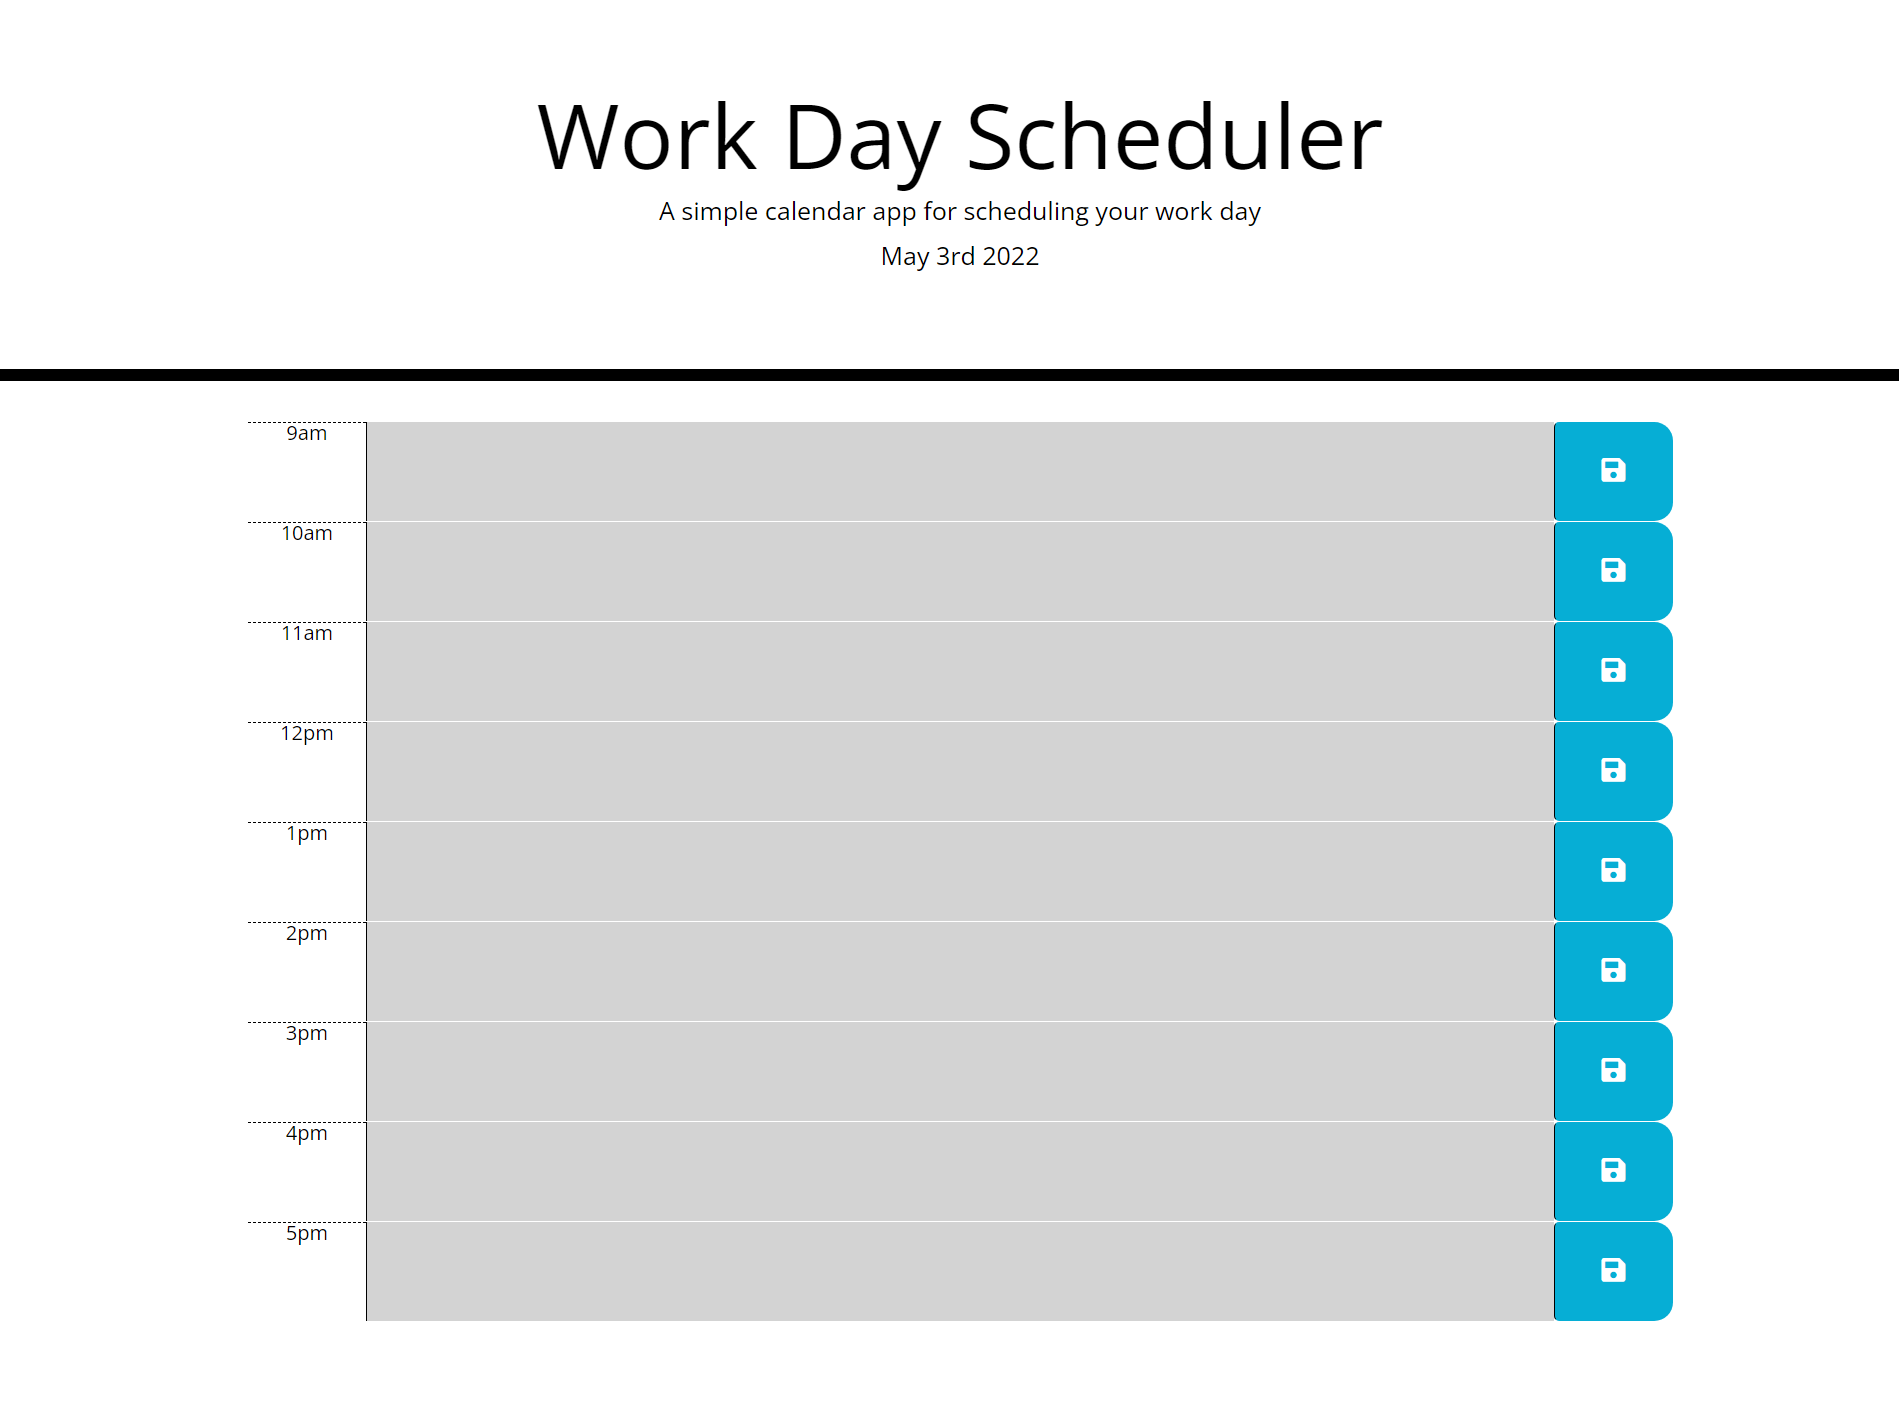 Work Day Scheduler
A simple calendar app for scheduling your work day
May 3rd 2022
9am
10am
11am
12pm
1pm
2pm
3pm
4pm
5pm